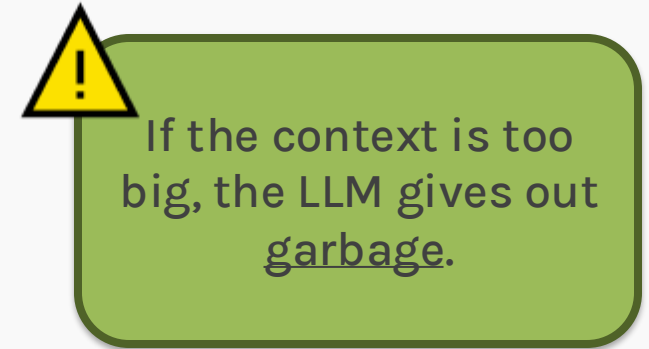 !
If the context is too
big, the LLM gives out
garbage.